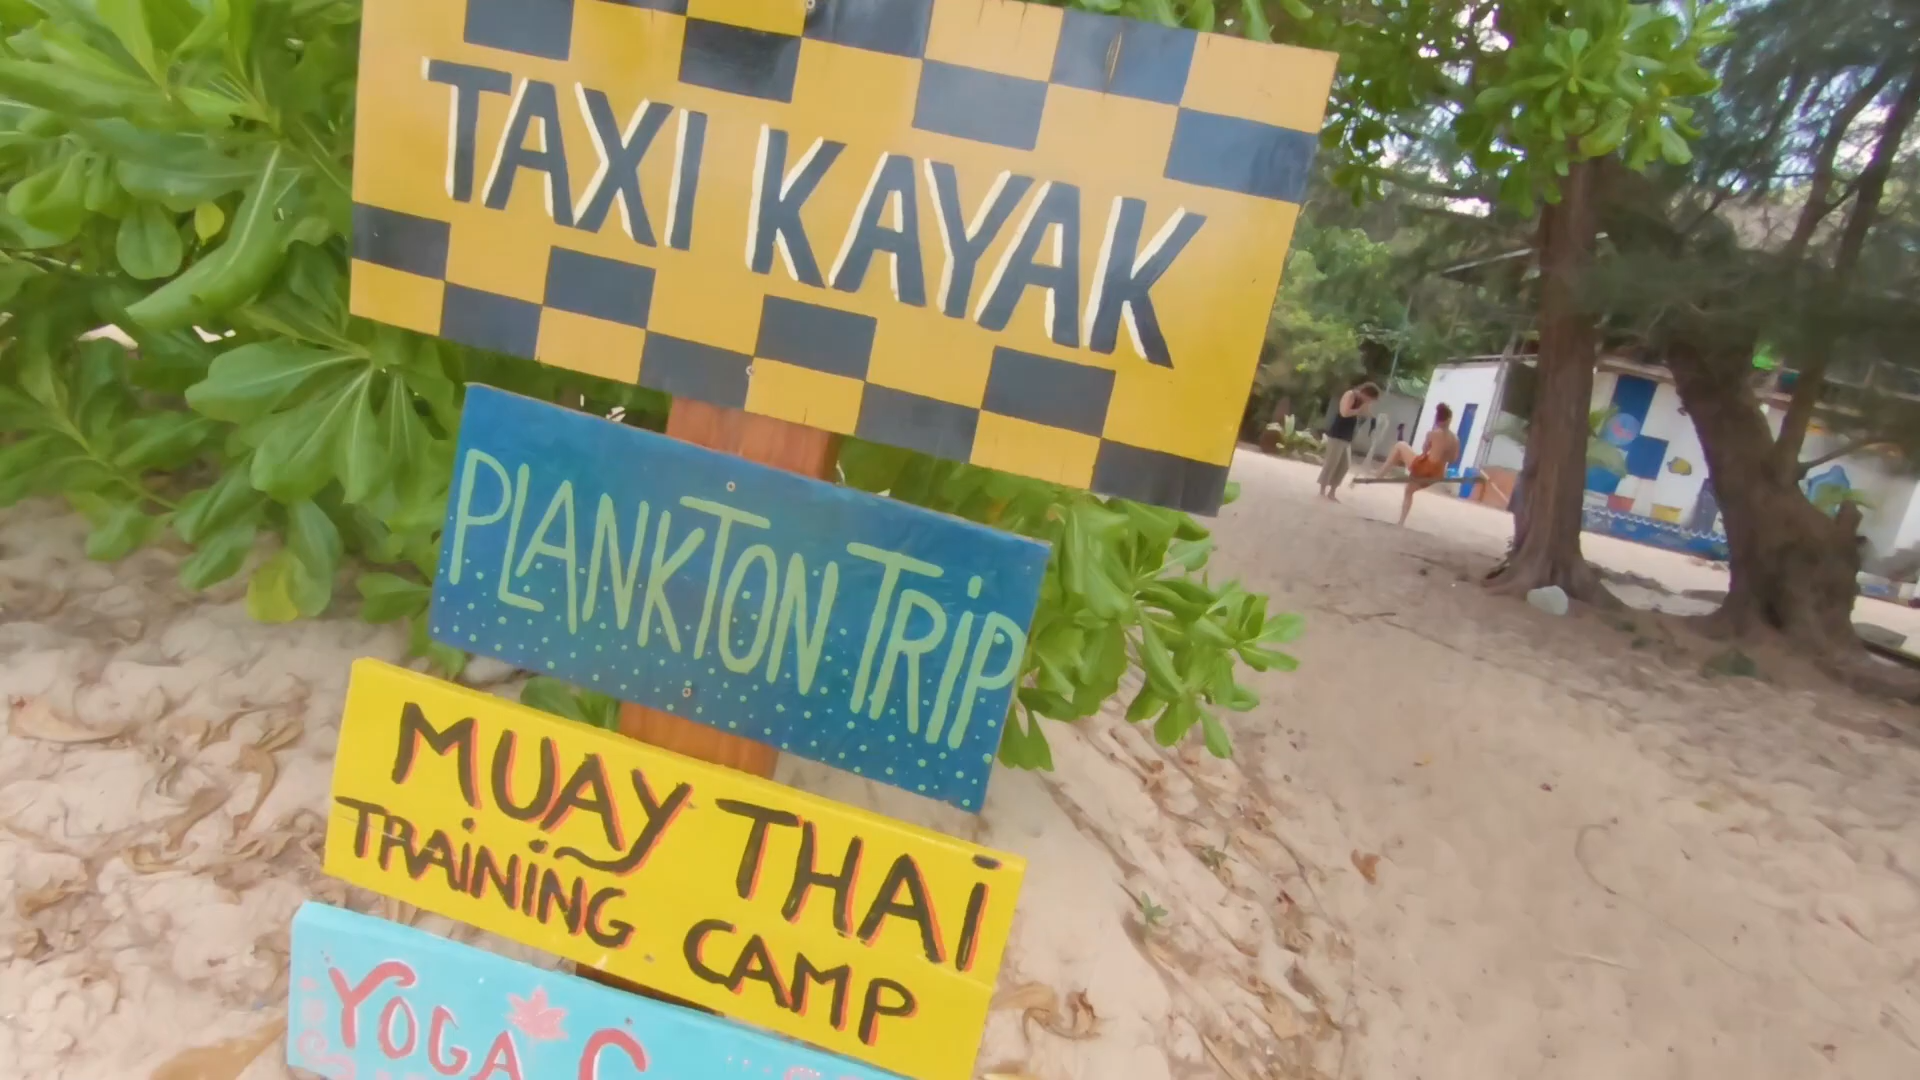 TAXI KAYAK
PLANKTON TRiP
MUAY THAi
TRAiNiNG CAMP
YOGA